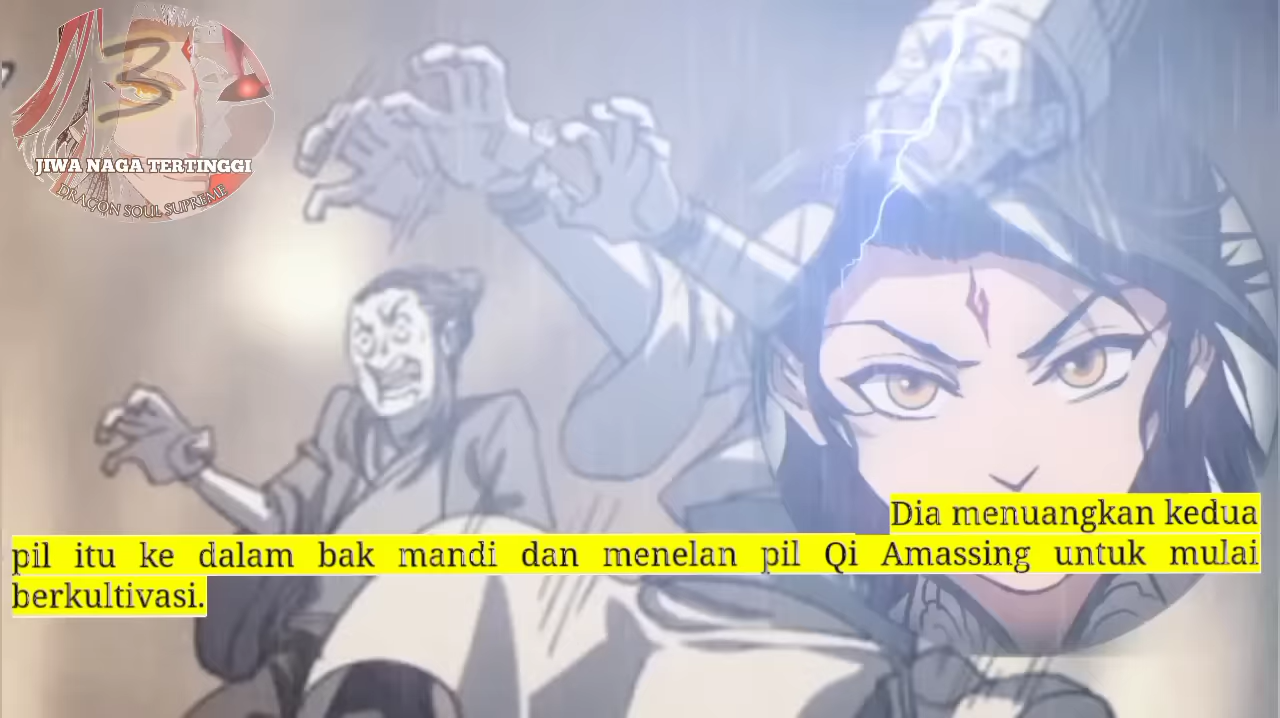 3
JIWA NAGA TERTINGGI
DRAGON SOUL SUPREME
Dia menuangkan kedua
pil itu ke dalam bak mandi dan menelan pil Qi Amassing untuk mulai
berkultivasi.